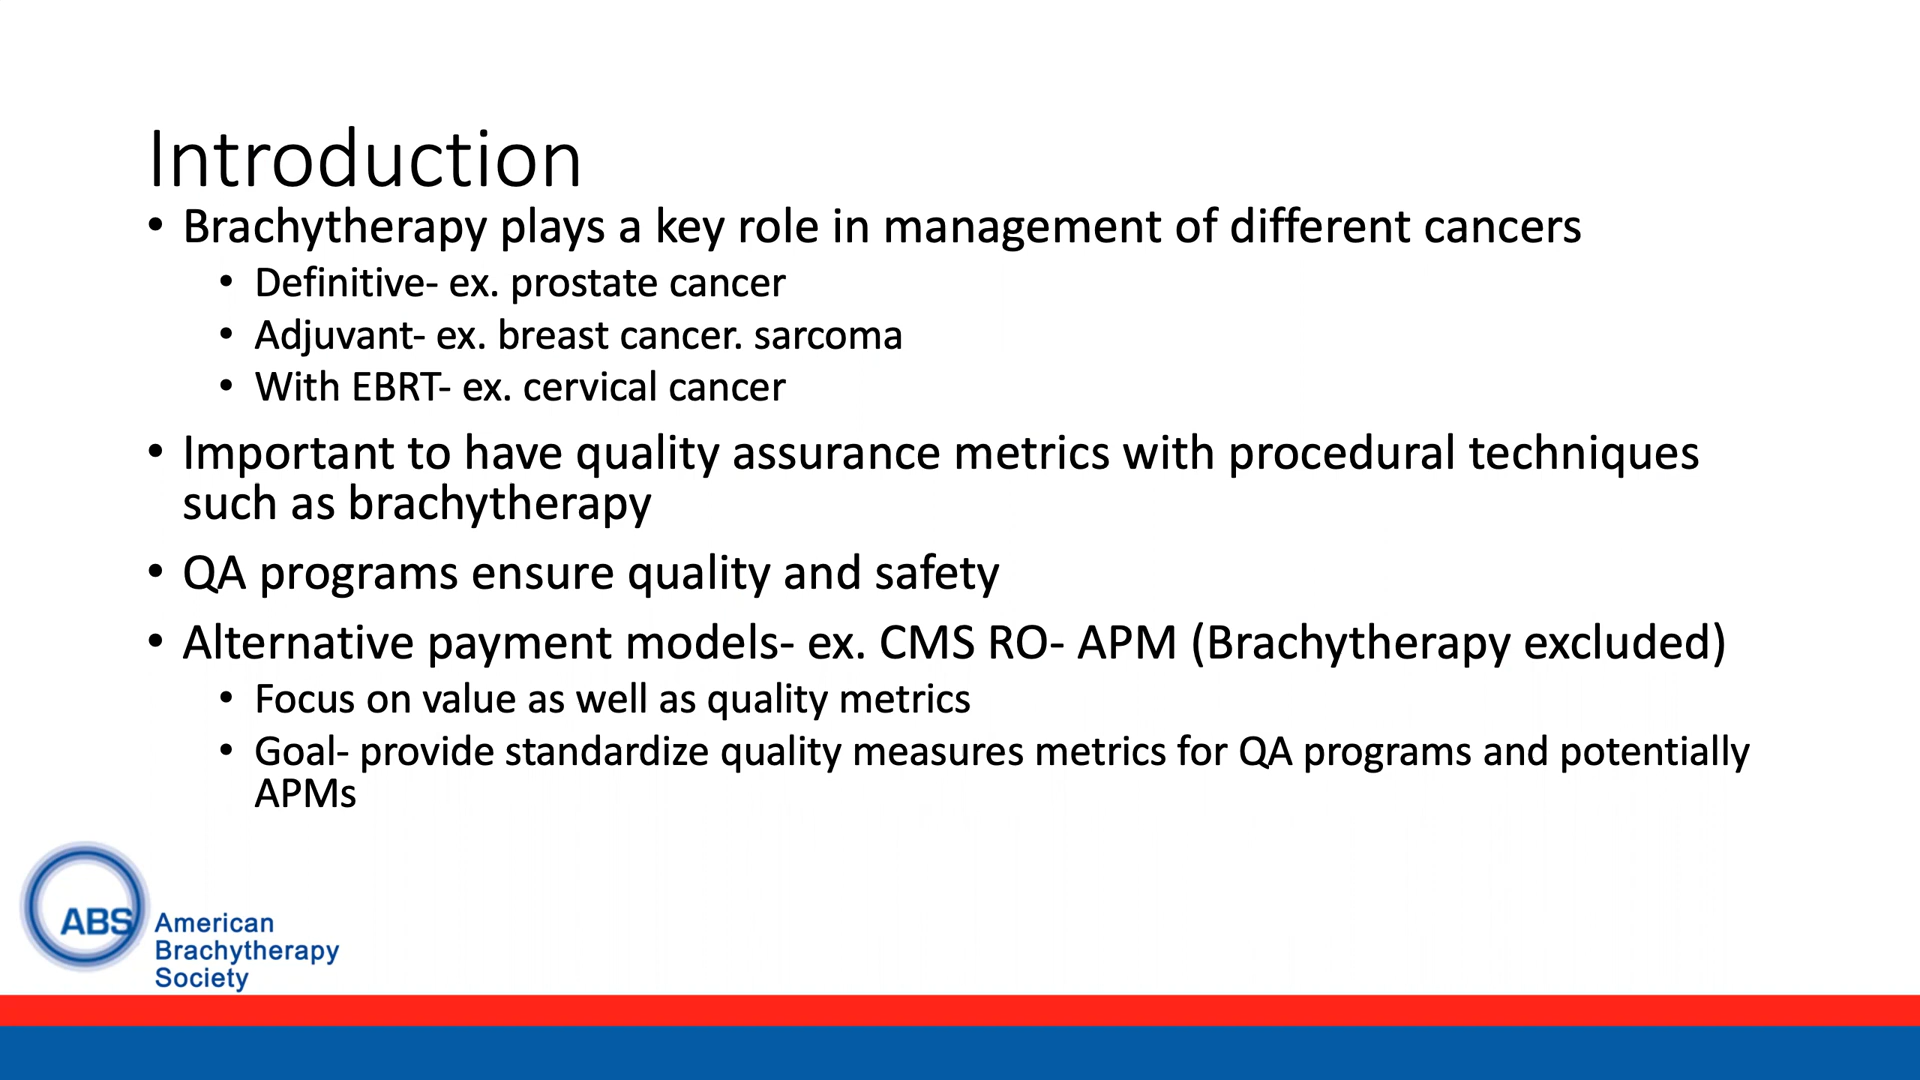 Introduction
• Brachytherapy plays a key role in management of different cancers
• Definitive- ex. prostate cancer
• Adjuvant- ex. breast cancer. sarcoma
• With EBRT- ex. cervical cancer
• Important to have quality assurance metrics with procedural techniques
such as brachytherapy
• QA programs ensure quality and safety
• Alternative payment models- ex. CMS RO- APM (Brachytherapy excluded)
• Focus on value as well as quality metrics
• Goal- provide standardize quality measures metrics for QA programs and potentially
APMs
ABS
American
Brachytherapy
Society